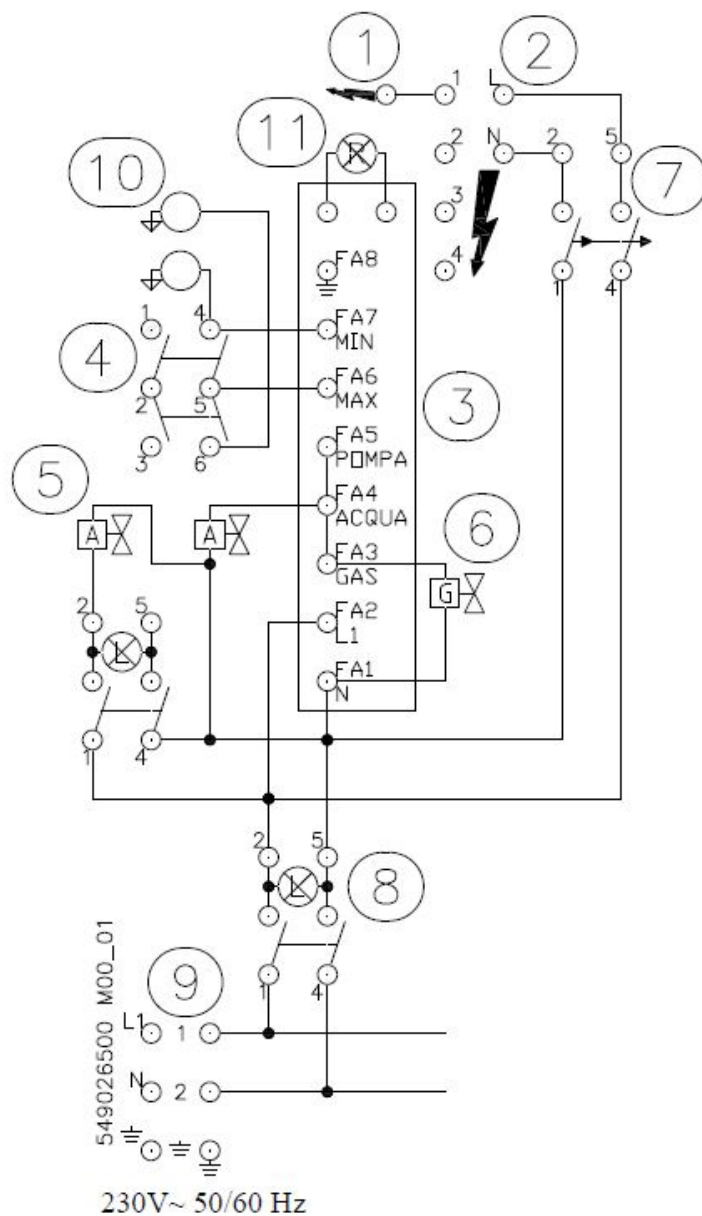 1
1 L 2
11
R 2 N 2 5
10 3 7
4
FA8 1 4
1 4 FA7
MIN
4
2 5 FA6
MAX 3
3 6 FA5
POMPA
5 FA4
ACQUA 6
A A FA3
GAS G
2 5 FA2
L1
L FA1
N
1 4
2 5
L 8
1 4
9
L1 1
N 2
549026500 M00_01
230V~ 50/60 Hz